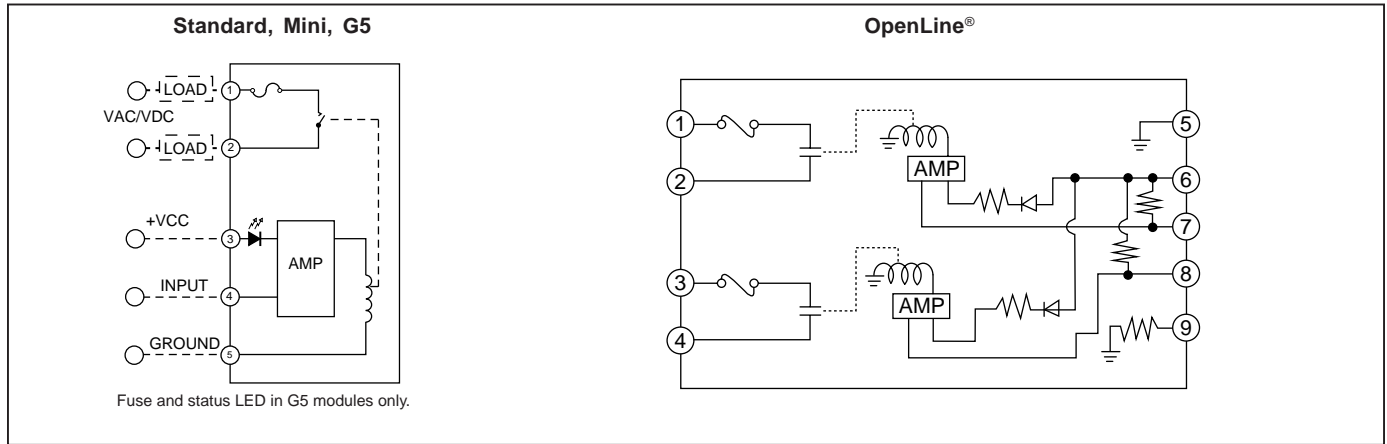 Standard, Mini, G5
LOAD
1
VAC/VDC
LOAD
2
+VCC
3
AMP
INPUT
4
GROUND
5
Fuse and status LED in G5 modules only.
OpenLine®
1
2
3
4
AMP
AMP
5
6
7
8
9